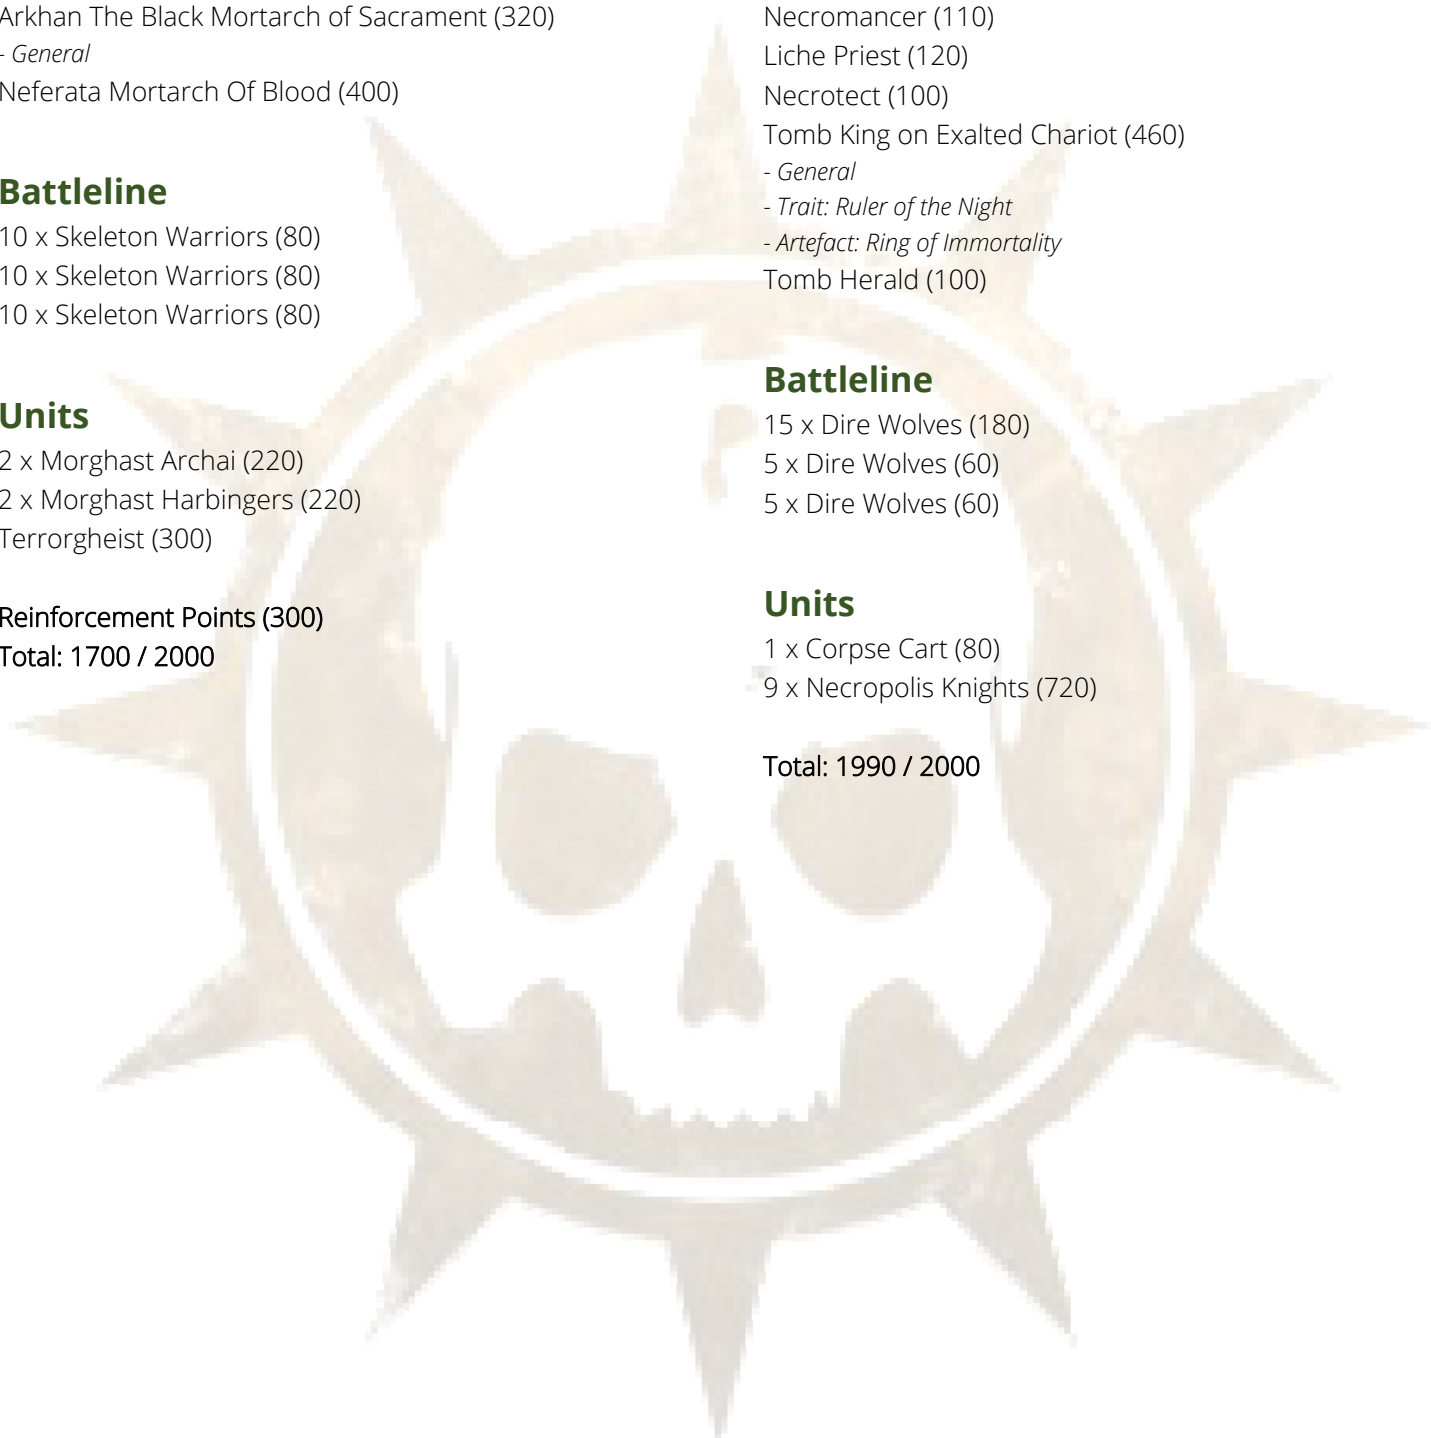 Arkhan The Black Mortarch of Sacrament (320)
- General
Neferata Mortarch Of Blood (400)
Battleline
10 x Skeleton Warriors (80)
10 x Skeleton Warriors (80)
10 x Skeleton Warriors (80)
Units
2 x Morghast Archai (220)
2 x Morghast Harbingers (220)
Terrorgheist (300)
Reinforcement Points (300)
Total: 1700 / 2000
Necromancer (110)
Liche Priest (120)
Necrotect (100)
Tomb King on Exalted Chariot (460)
- General
- Trait: Ruler of the Night
- Artefact: Ring of Immortality
Tomb Herald (100)
Battleline
15 x Dire Wolves (180)
5 x Dire Wolves (60)
5 x Dire Wolves (60)
Units
1 x Corpse Cart (80)
9 x Necropolis Knights (720)
Total: 1990 / 2000